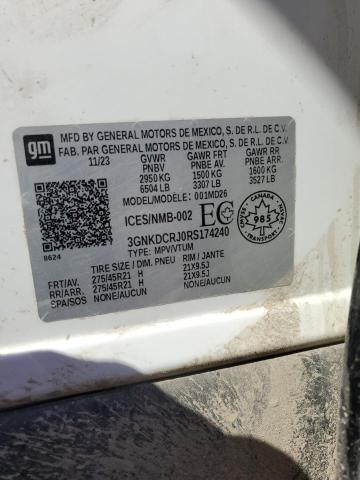 gm
MFD BY GENERAL MOTORS DE MEXICO, S. DE R.L. DE C.V.
FAB. PAR GENERAL MOTORS DE MEXICO, S. DE R.L. DE C.V.
11/23 GVWR GAWR FRT GAWR RR
PNBV PNBE AV. PNBE ARR.
2950 KG 1500 KG 1600 KG
6504 LB 3307 LB 3527 LB
MODEL/MODÈLE: 001MD26
ICES/NMB-002 EC
985
TRANSPORT
3GNKDCRJ0RS174240
TYPE: MPV/VTUM
8624
TIRE SIZE / DIM. PNEU RIM / JANTE
FRT/AV. 275/45R21 H 21X9.5J
RR/ARR. 275/45R21 H 21X9.5J
SPA/SOS NONE/AUCUN NONE/AUCUN